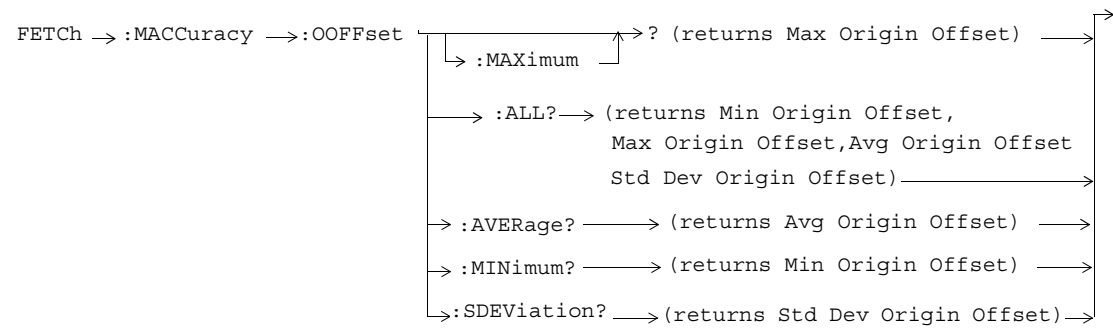 FETCh :MACCuracy :OOFFset ? (returns Max Origin Offset)
:MAXimum
:ALL? (returns Min Origin Offset,
Max Origin Offset,Avg Origin Offset
Std Dev Origin Offset)
:AVERage? (returns Avg Origin Offset)
:MINimum? (returns Min Origin Offset)
:SDEViation? (returns Std Dev Origin Offset)